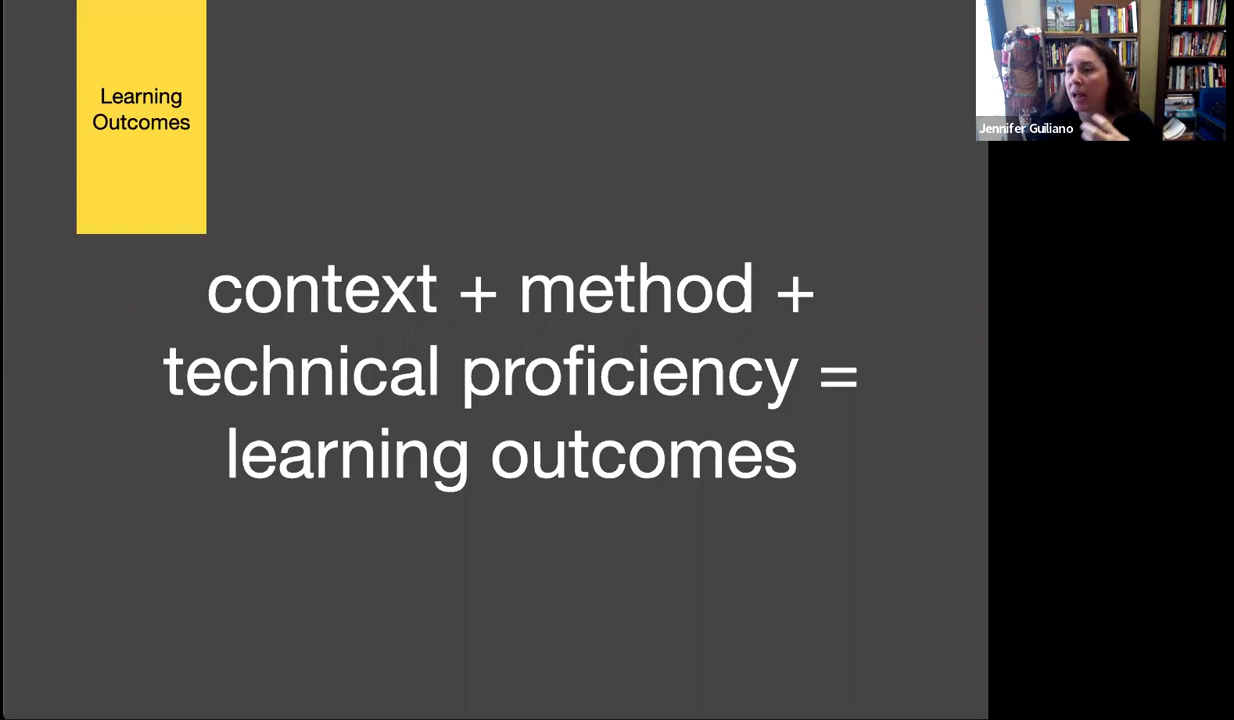 Learning
Outcomes
Jennifer Guiliano
context + method +
technical proficiency =
learning outcomes